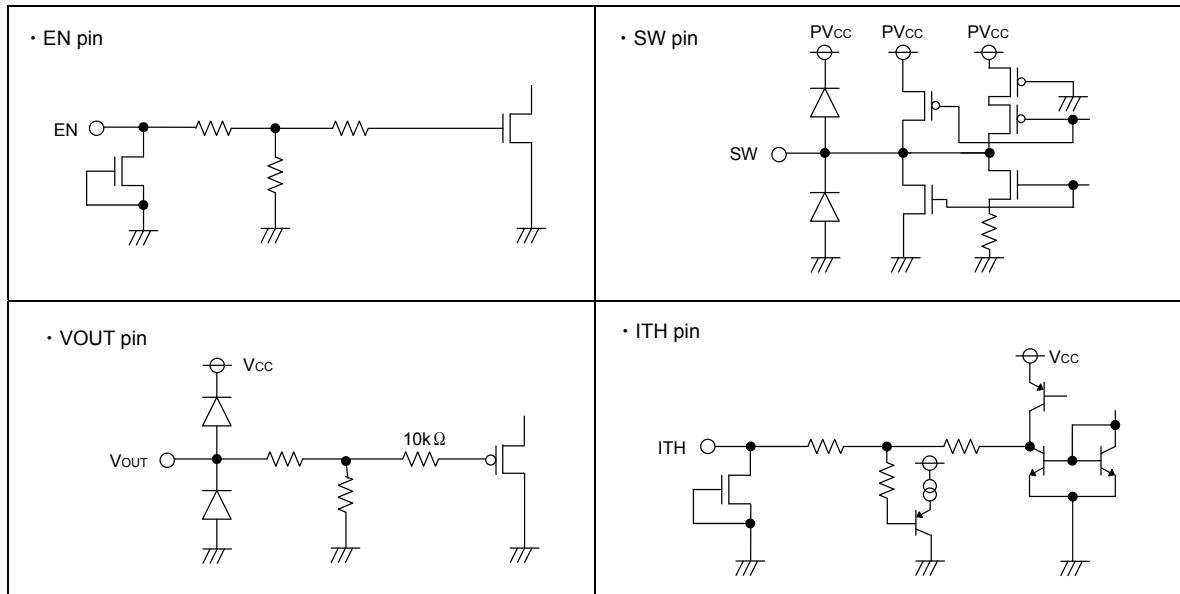 ・EN pin
EN
・SW pin
PVCC PVCC PVCC
SW
・VOUT pin
VCC
VOUT
10kΩ
・ITH pin
VCC
ITH